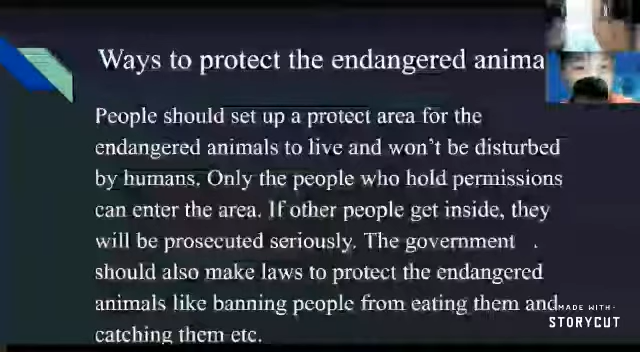 Ways to protect the endangered anima
People should set up a protect area for the
endangered animals to live and won't be disturbed
by humans. Only the people who hold permissions
can enter the area. If other people get inside, they
will be prosecuted seriously. The government .
should also make laws to protect the endangered
animals like banning people from eating them and
catching them etc.
MADE WITH
STORYCUT